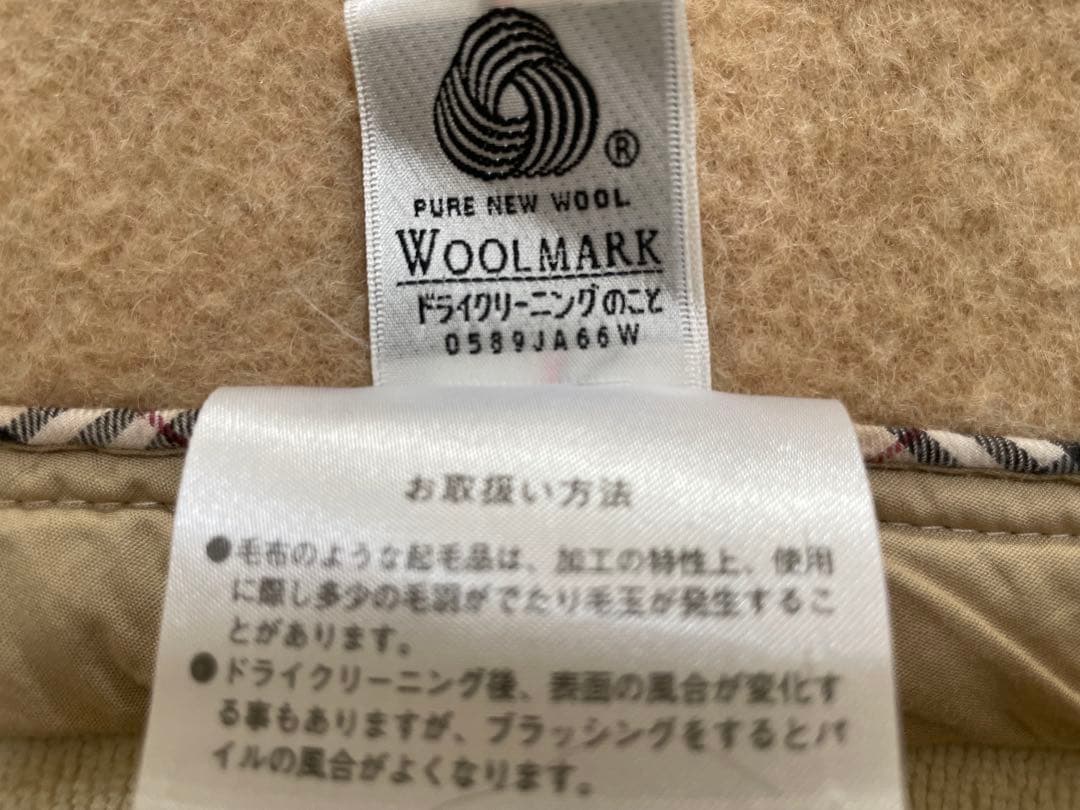 ®
PURE NEW WOOL
WOOLMARK
ドライクリーニングのこと
0589JA66W
お取扱い方法
●毛布のような起毛品は、加工の特性上、使用
に際し多少の毛羽がでたり毛玉が発生するこ
とがあります。
●ドライクリーニング後、表面の風合が変化す
る事もありますが、ブラッシングをするとパ
イルの風合がよくなります。